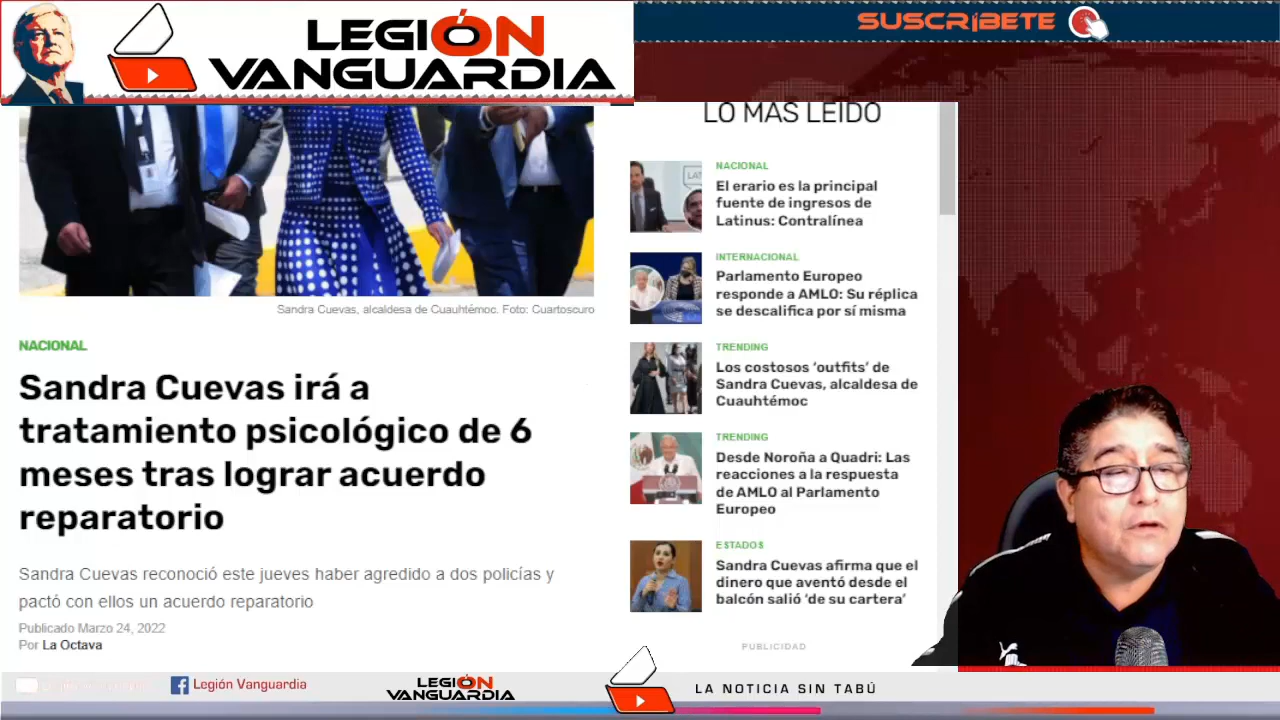 LEGIÓN
VANGUARDIA
SUSCRÍBETE
LO MAS LEIDO
NACIONAL
El erario es la principal
fuente de ingresos de
Latinus: Contralínea
INTERNACIONAL
Parlamento Europeo
responde a AMLO: Su réplica
se descalifica por sí misma
TRENDING
Los costosos ‘outfits’ de
Sandra Cuevas, alcaldesa de
Cuauhtémoc
TRENDING
Desde Noroña a Quadri: Las
reacciones a la respuesta
de AMLO al Parlamento
Europeo
ESTADOS
Sandra Cuevas afirma que el
dinero que aventó desde el
balcón salió ‘de su cartera’
PUBLICIDAD
Sandra Cuevas, alcaldesa de Cuauhtémoc. Foto: Cuartoscuro
NACIONAL
Sandra Cuevas irá a
tratamiento psicológico de 6
meses tras lograr acuerdo
reparatorio
Sandra Cuevas reconoció este jueves haber agredido a dos policías y
pactó con ellos un acuerdo reparatorio
Publicado Marzo 24, 2022
Por La Octava
Legión Vanguardia
LEGIÓN
VANGUARDIA
LA NOTICIA SIN TABÚ